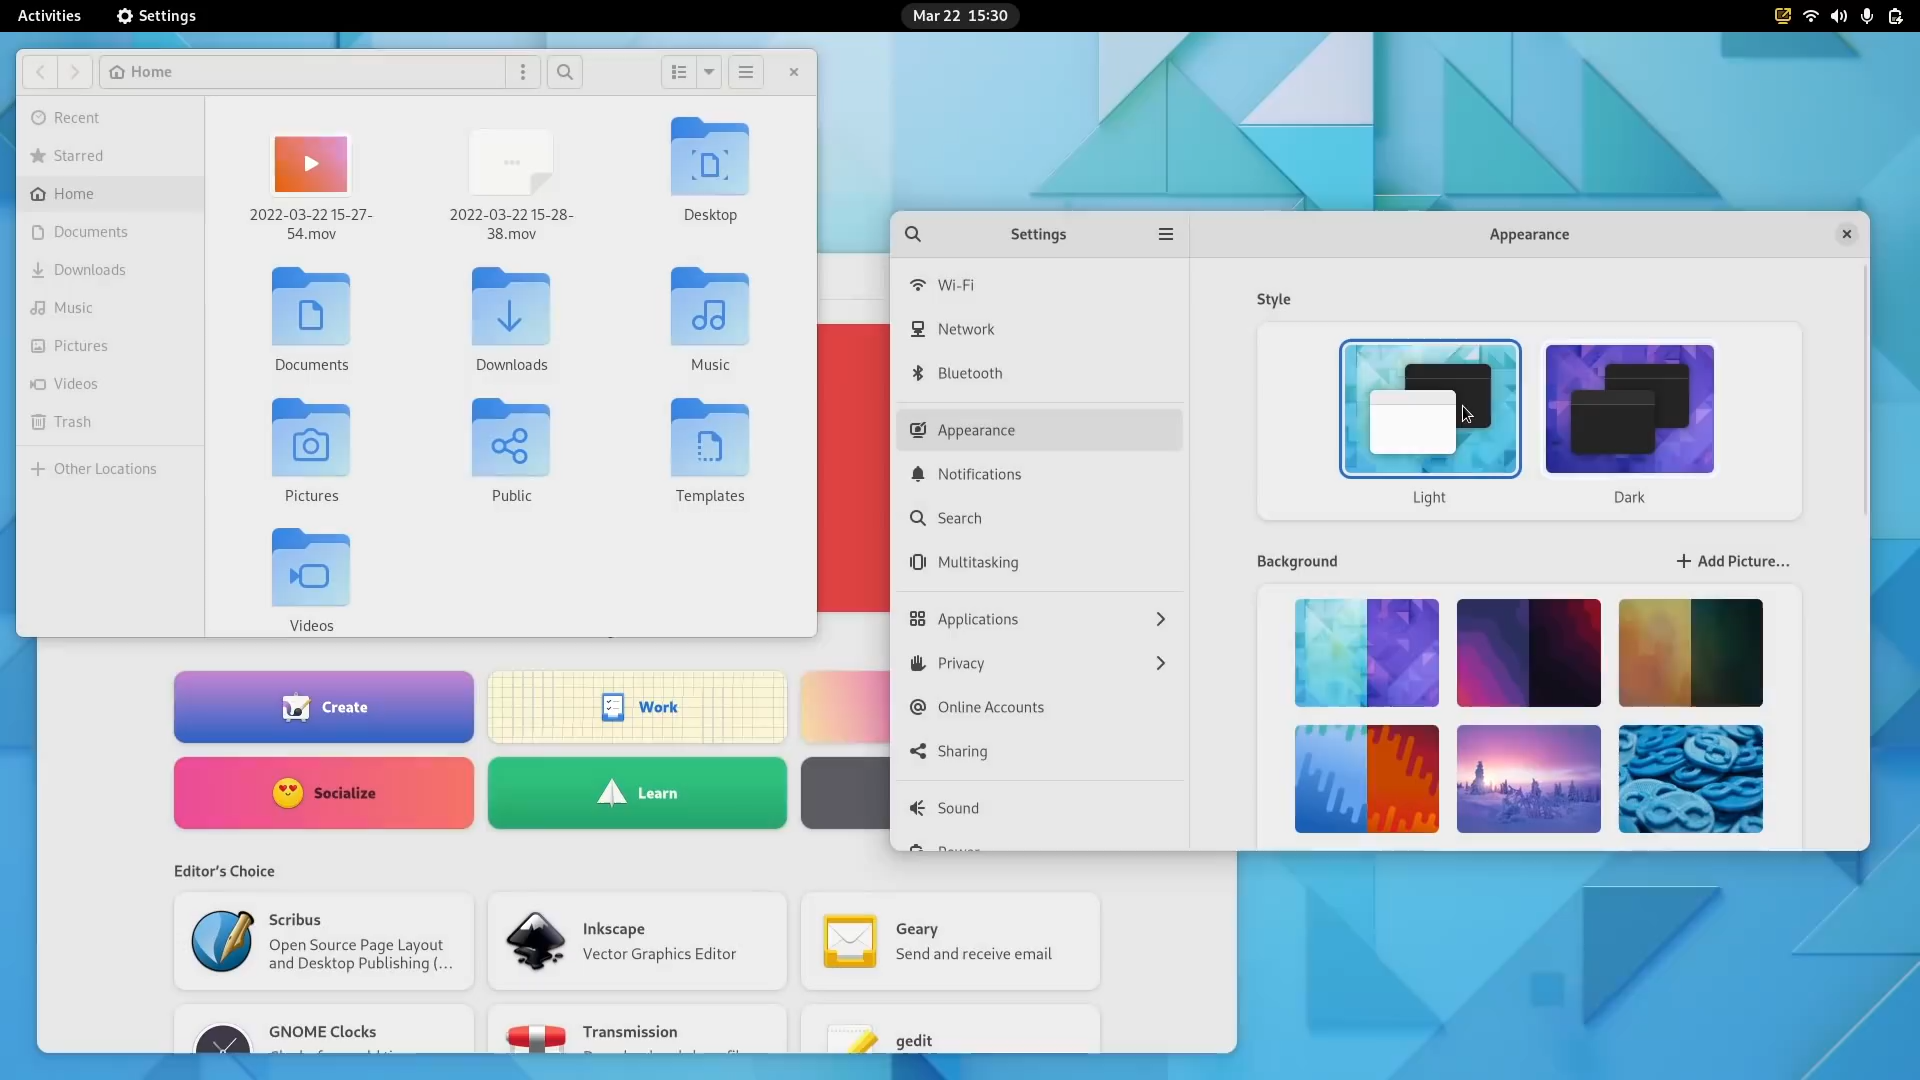 Activities
Settings
Mar 22 15:30
Home
Recent
Starred
Home
Documents
Downloads
Music
Pictures
Videos
Trash
Other Locations
2022-03-22 15-27-
54.mov
2022-03-22 15-28-
38.mov
Desktop
Documents
Downloads
Music
Pictures
Public
Templates
Videos
Settings
Appearance
Wi-Fi
Network
Bluetooth
Appearance
Notifications
Search
Multitasking
Applications
Privacy
Online Accounts
Sharing
Sound
Style
Light
Dark
Background
Add Picture...
Create
Work
Socialize
Learn
Editor's Choice
Scribus
Open Source Page Layout
and Desktop Publishing (...
Inkscape
Vector Graphics Editor
Geary
Send and receive email
GNOME Clocks
Transmission
gedit